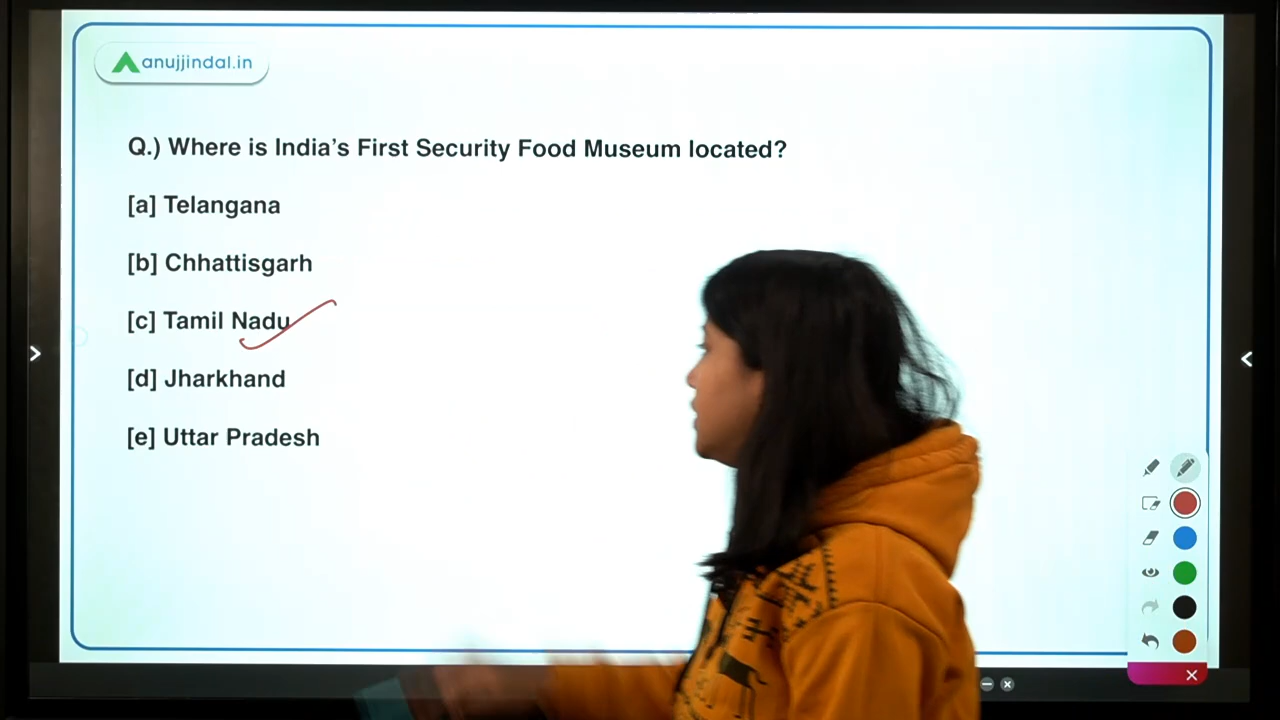 anujjindal.in
Q.) Where is India's First Security Food Museum located?
[a] Telangana
[b] Chhattisgarh
[c] Tamil Nadu
[d] Jharkhand
[e] Uttar Pradesh